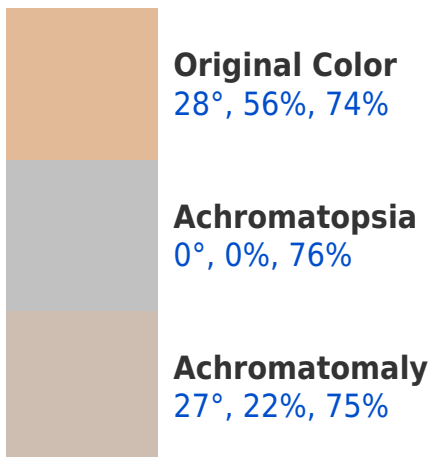 Original Color
28°, 56%, 74%
Achromatopsia
0°, 0%, 76%
Achromatomaly
27°, 22%, 75%